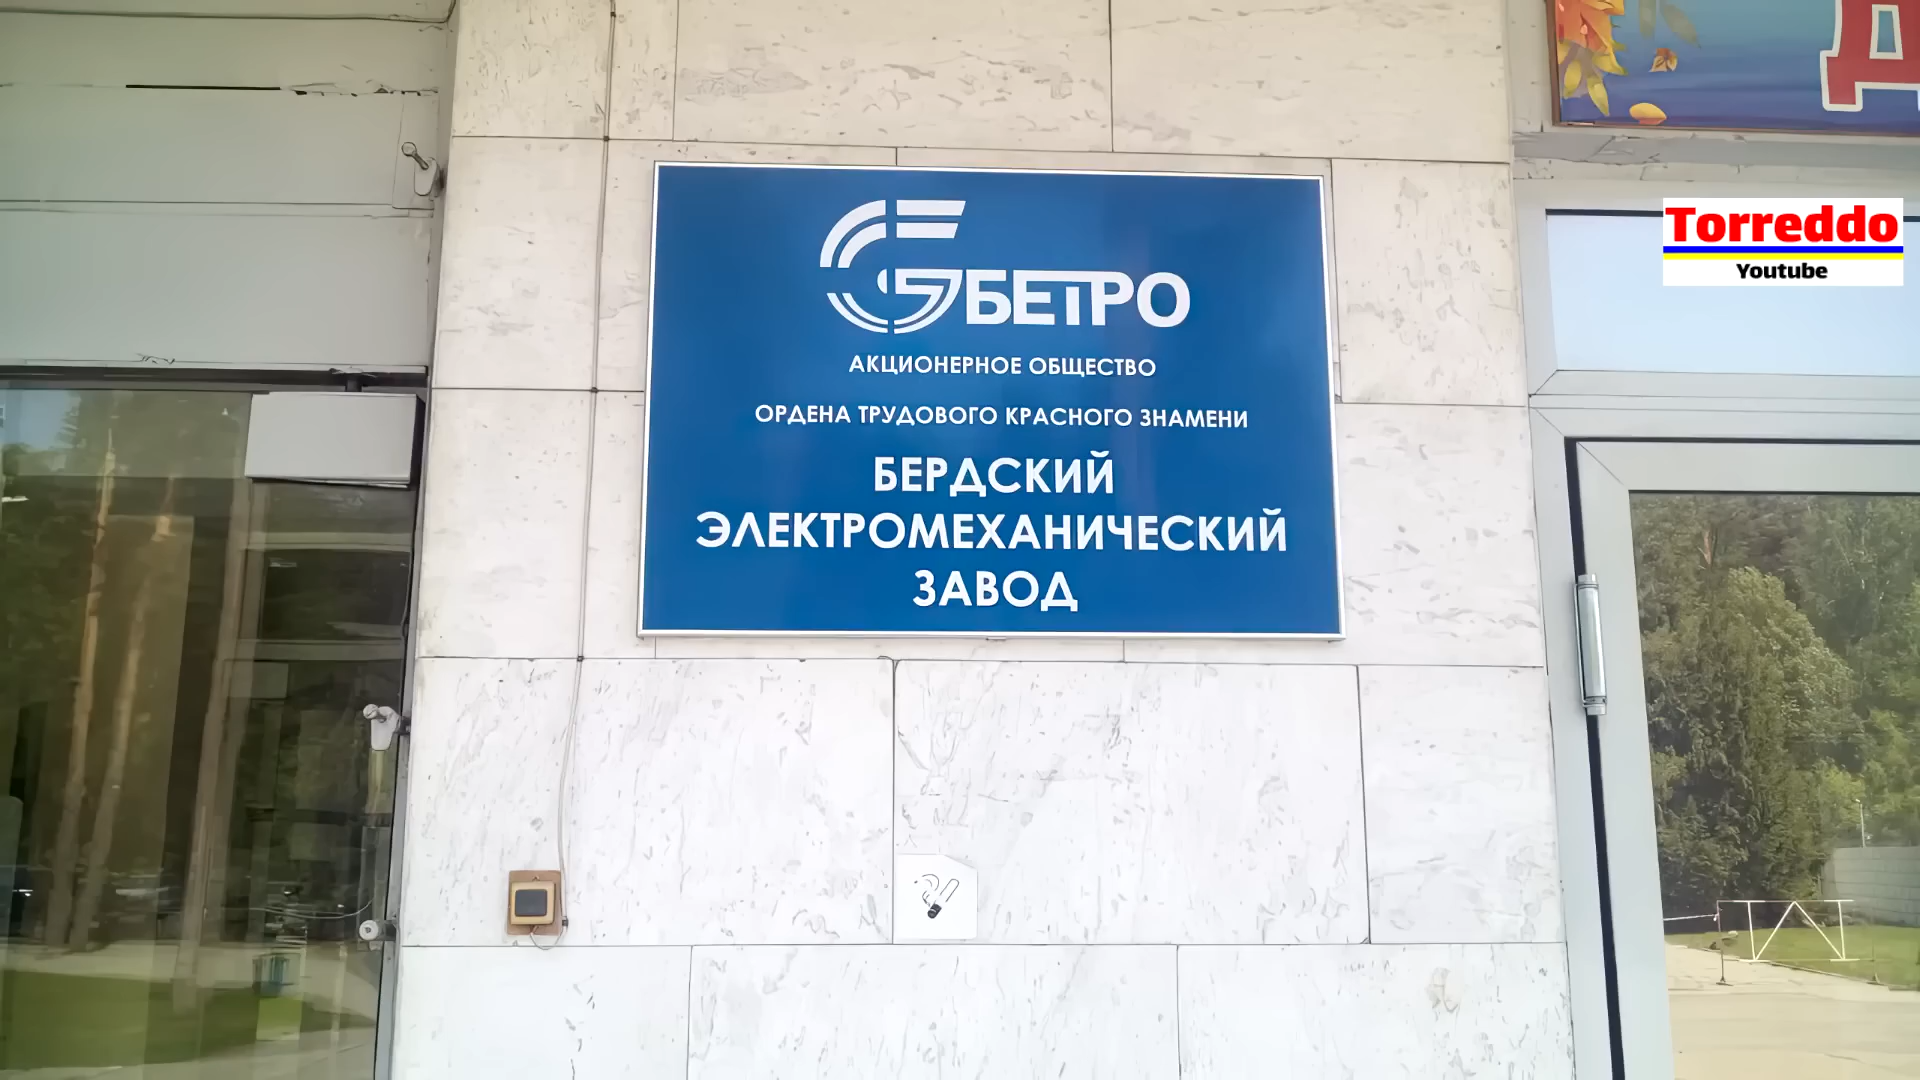 Д
Torreddo
Youtube
БЕТРО
АКЦИОНЕРНОЕ ОБЩЕСТВО
ОРДЕНА ТРУДОВОГО КРАСНОГО ЗНАМЕНИ
БЕРДСКИЙ
ЭЛЕКТРОМЕХАНИЧЕСКИЙ
ЗАВОД